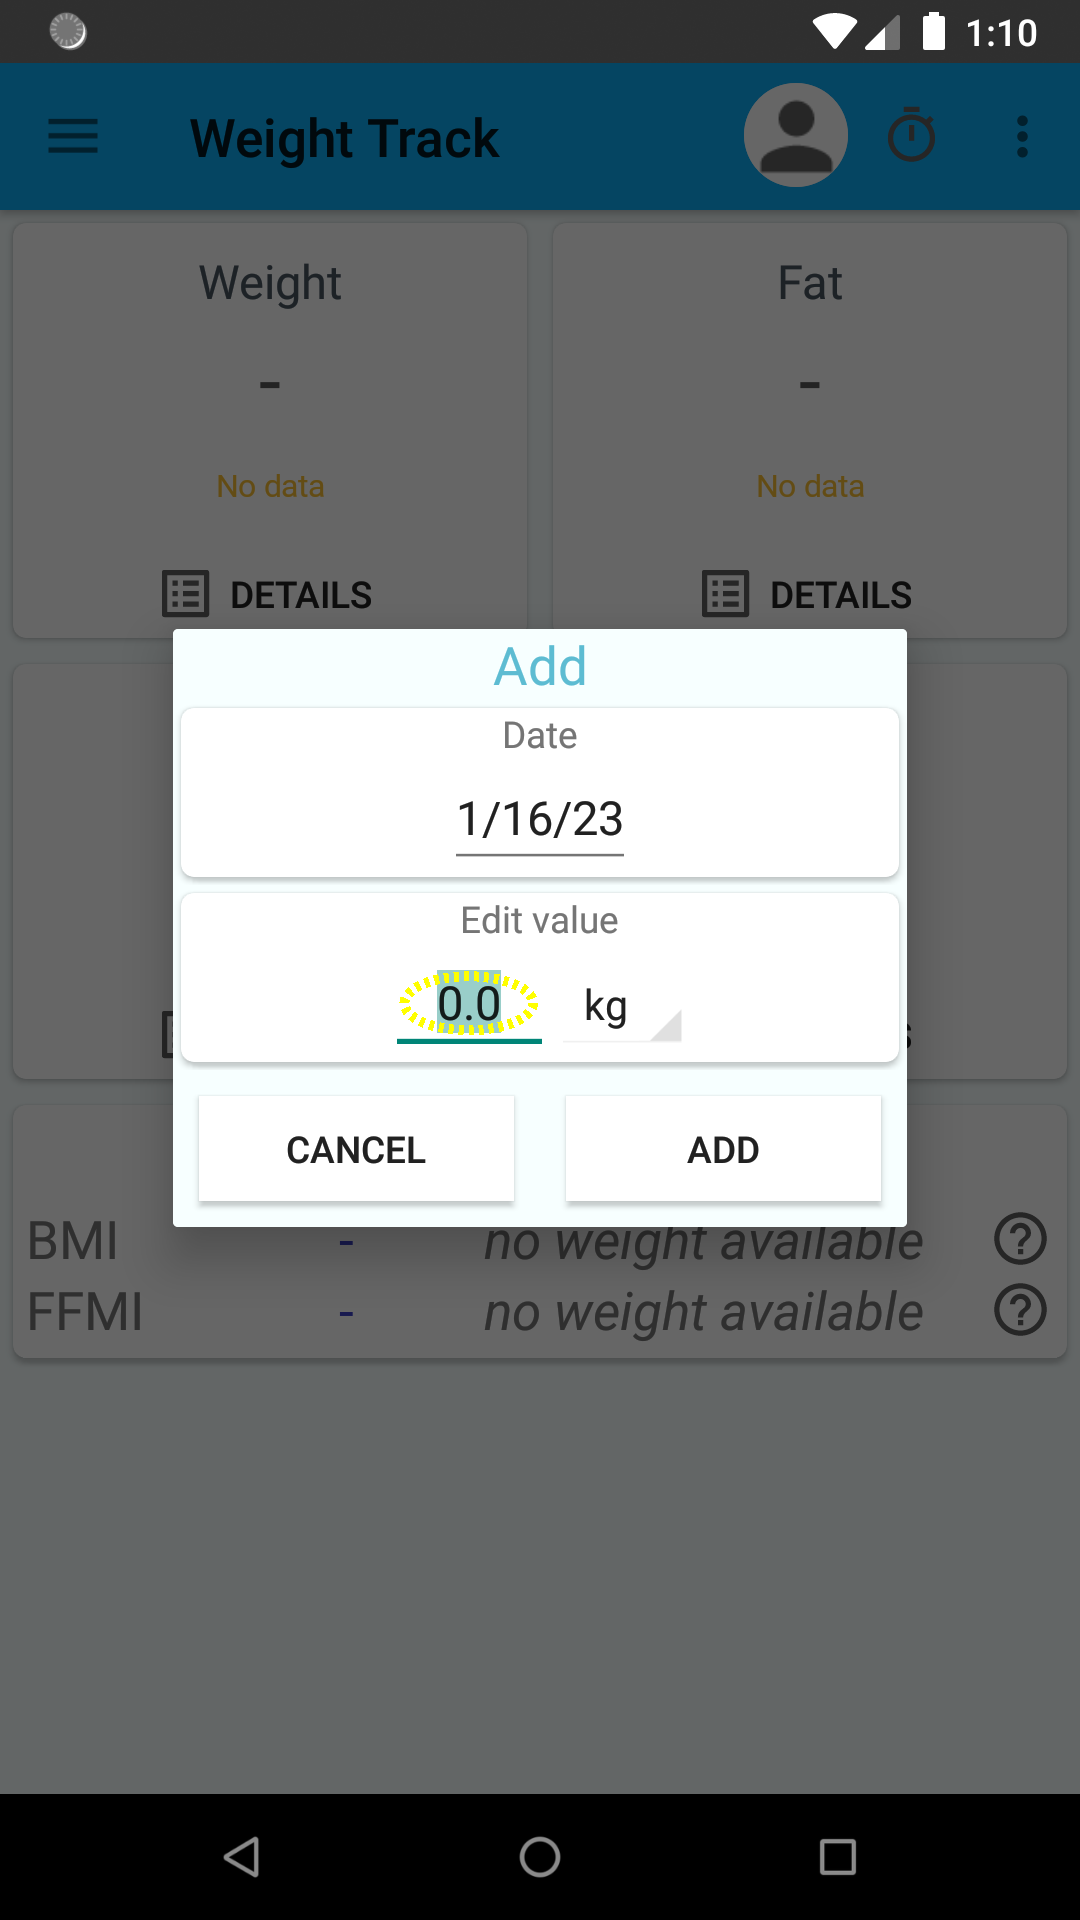 1:10
Weight Track
Weight
Fat
-
-
No data
No data
DETAILS
DETAILS
Add
Date
1/16/23
Edit value
0.0
kg
CANCEL
ADD
BMI - no weight available
FFMI - no weight available